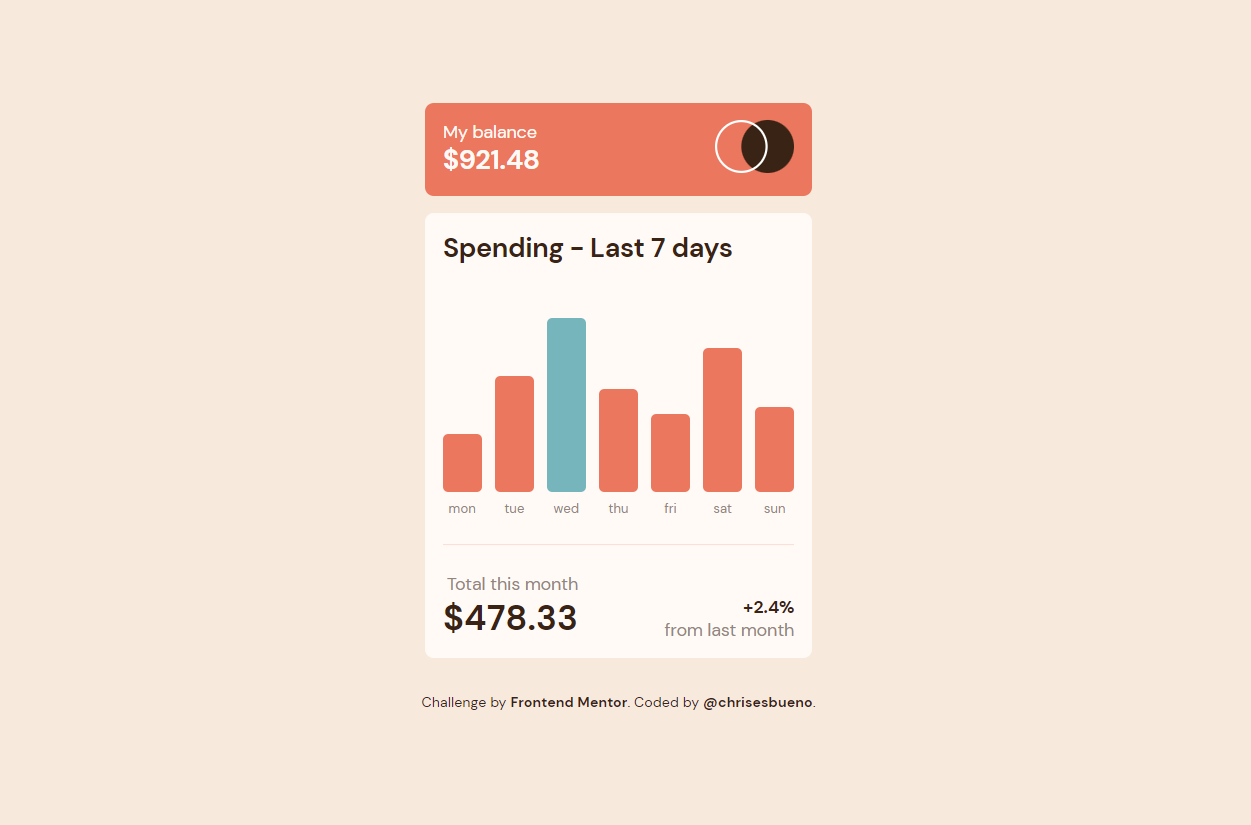 My balance
$921.48
Spending - Last 7 days
mon tue wed thu fri sat sun
Total this month
$478.33
+2.4%
from last month
Challenge by Frontend Mentor. Coded by @chrisesbueno.